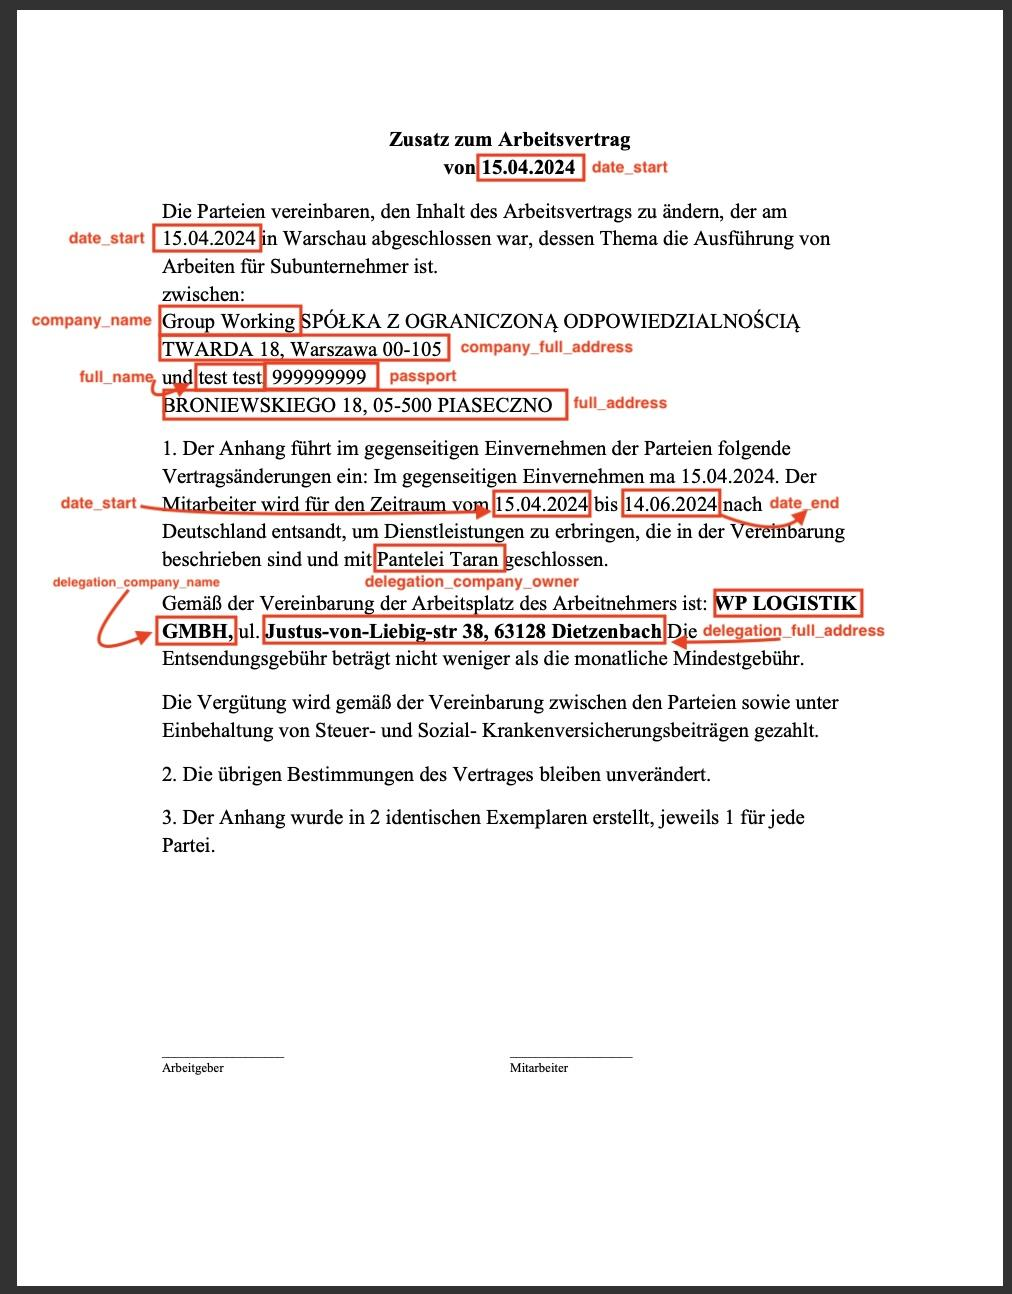 Zusatz zum Arbeitsvertrag
von 15.04.2024 date_start
Die Parteien vereinbaren, den Inhalt des Arbeitsvertrags zu ändern, der am
date_start 15.04.2024 in Warschau abgeschlossen war, dessen Thema die Ausführung von
Arbeiten für Subunternehmer ist.
zwischen:
company_name Group Working SPÓŁKA Z OGRANICZONĄ ODPOWIEDZIALNOŚCIĄ
TWARDA 18, Warszawa 00-105 company_full_address
full_name und test test 999999999 passport
BRONIEWSKIEGO 18, 05-500 PIASECZNO full_address
1. Der Anhang führt im gegenseitigen Einvernehmen der Parteien folgende
Vertragsänderungen ein: Im gegenseitigen Einvernehmen ma 15.04.2024. Der
date_start Mitarbeiter wird für den Zeitraum vom 15.04.2024 bis 14.06.2024 nach date_end
Deutschland entsandt, um Dienstleistungen zu erbringen, die in der Vereinbarung
beschrieben sind und mit Pantelei Taran geschlossen.
delegation_company_name delegation_company_owner
Gemäß der Vereinbarung der Arbeitsplatz des Arbeitnehmers ist: WP LOGISTIK
GMBH, ul. Justus-von-Liebig-str 38, 63128 Dietzenbach Die delegation_full_address
Entsendungsgebühr beträgt nicht weniger als die monatliche Mindestgebühr.
Die Vergütung wird gemäß der Vereinbarung zwischen den Parteien sowie unter
Einbehaltung von Steuer- und Sozial- Krankenversicherungsbeiträgen gezahlt.
2. Die übrigen Bestimmungen des Vertrages bleiben unverändert.
3. Der Anhang wurde in 2 identischen Exemplaren erstellt, jeweils 1 für jede
Partei.
Arbeitgeber Mitarbeiter